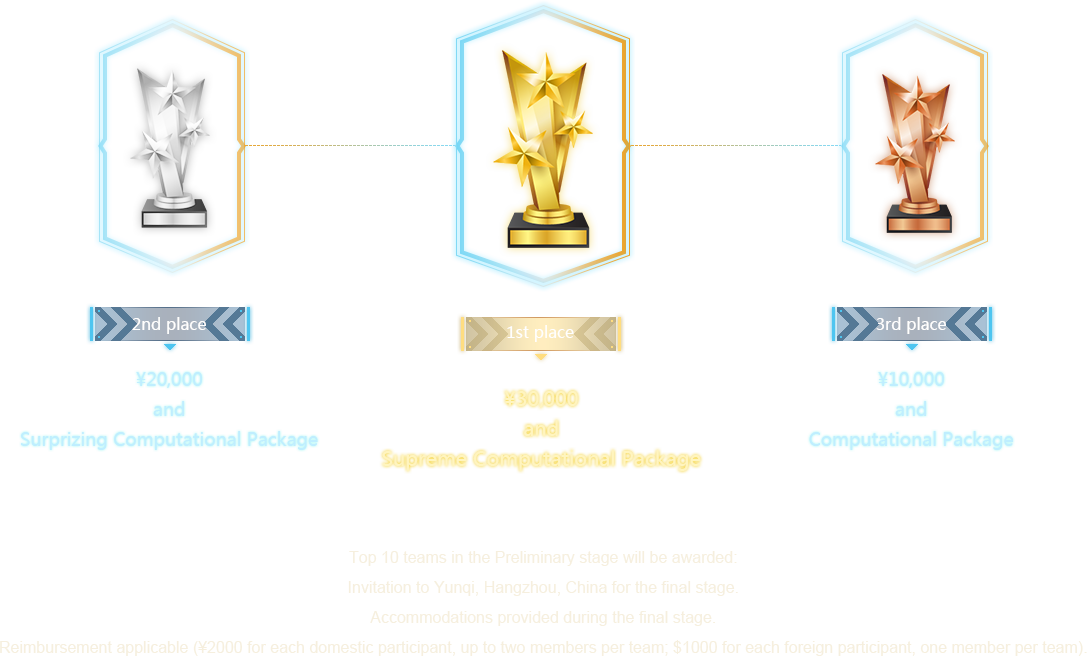 2nd place
¥20,000
and
Surprizing Computational Package
1st place
¥30,000
and
Supreme Computational Package
3rd place
¥10,000
and
Computational Package
Top 10 teams in the Preliminary stage will be awarded:
Invitation to Yunqi, Hangzhou, China for the final stage.
Accommodations provided during the final stage.
Reimbursement applicable (¥2000 for each domestic participant, up to two members per team; $1000 for each foreign participant, one member per team).